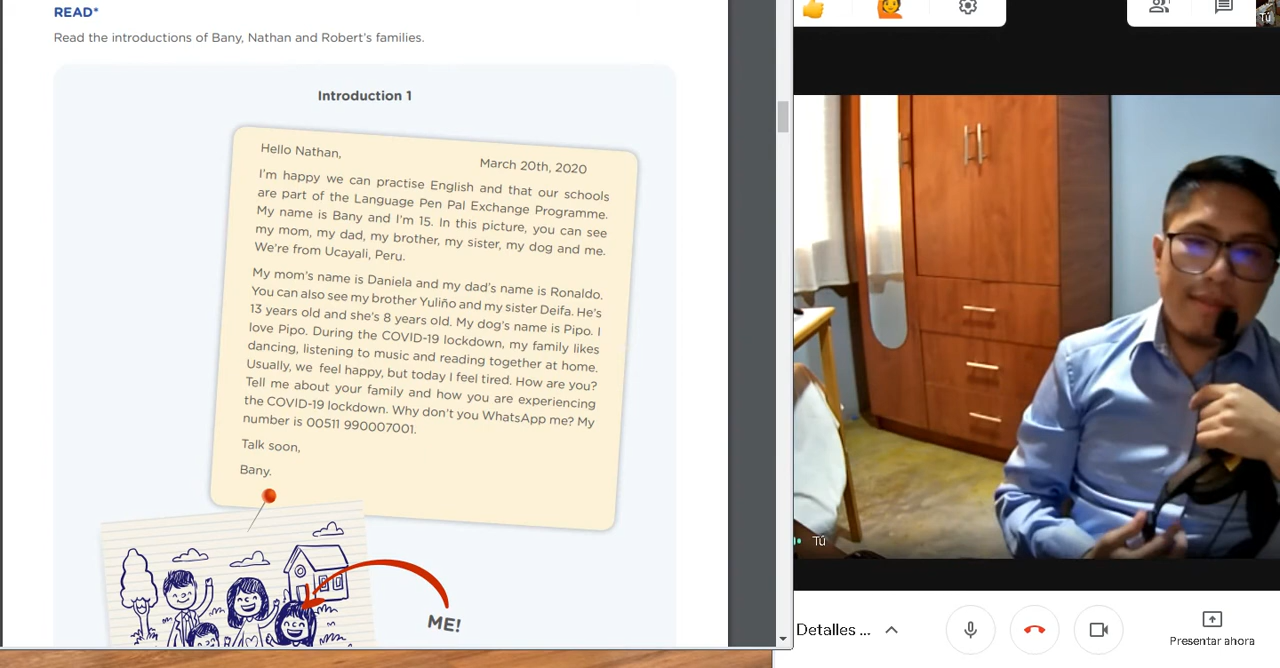 READ*
Read the introductions of Bany, Nathan and Robert's families.
Introduction 1
Hello Nathan,
March 20th, 2020
I'm happy we can practise English and that our schools
are part of the Language Pen Pal Exchange Programme.
My name is Bany and I'm 15. In this picture, you can see
my mom, my dad, my brother, my sister, my dog and me.
We're from Ucayali, Peru.
My mom's name is Daniela and my dad's name is Ronaldo.
You can also see my brother Yuliño and my sister Deifa. He's
13 years old and she's 8 years old. My dog's name is Pipo. I
love Pipo. During the COVID-19 lockdown, my family likes
dancing, listening to music and reading together at home.
Usually, we feel happy, but today I feel tired. How are you?
Tell me about your family and how you are experiencing
the COVID-19 lockdown. Why don't you WhatsApp me? My
number is 00511 990007001.
Talk soon,
Bany.
ME!
Tú
Tú
Detalles ...
Presentar ahora